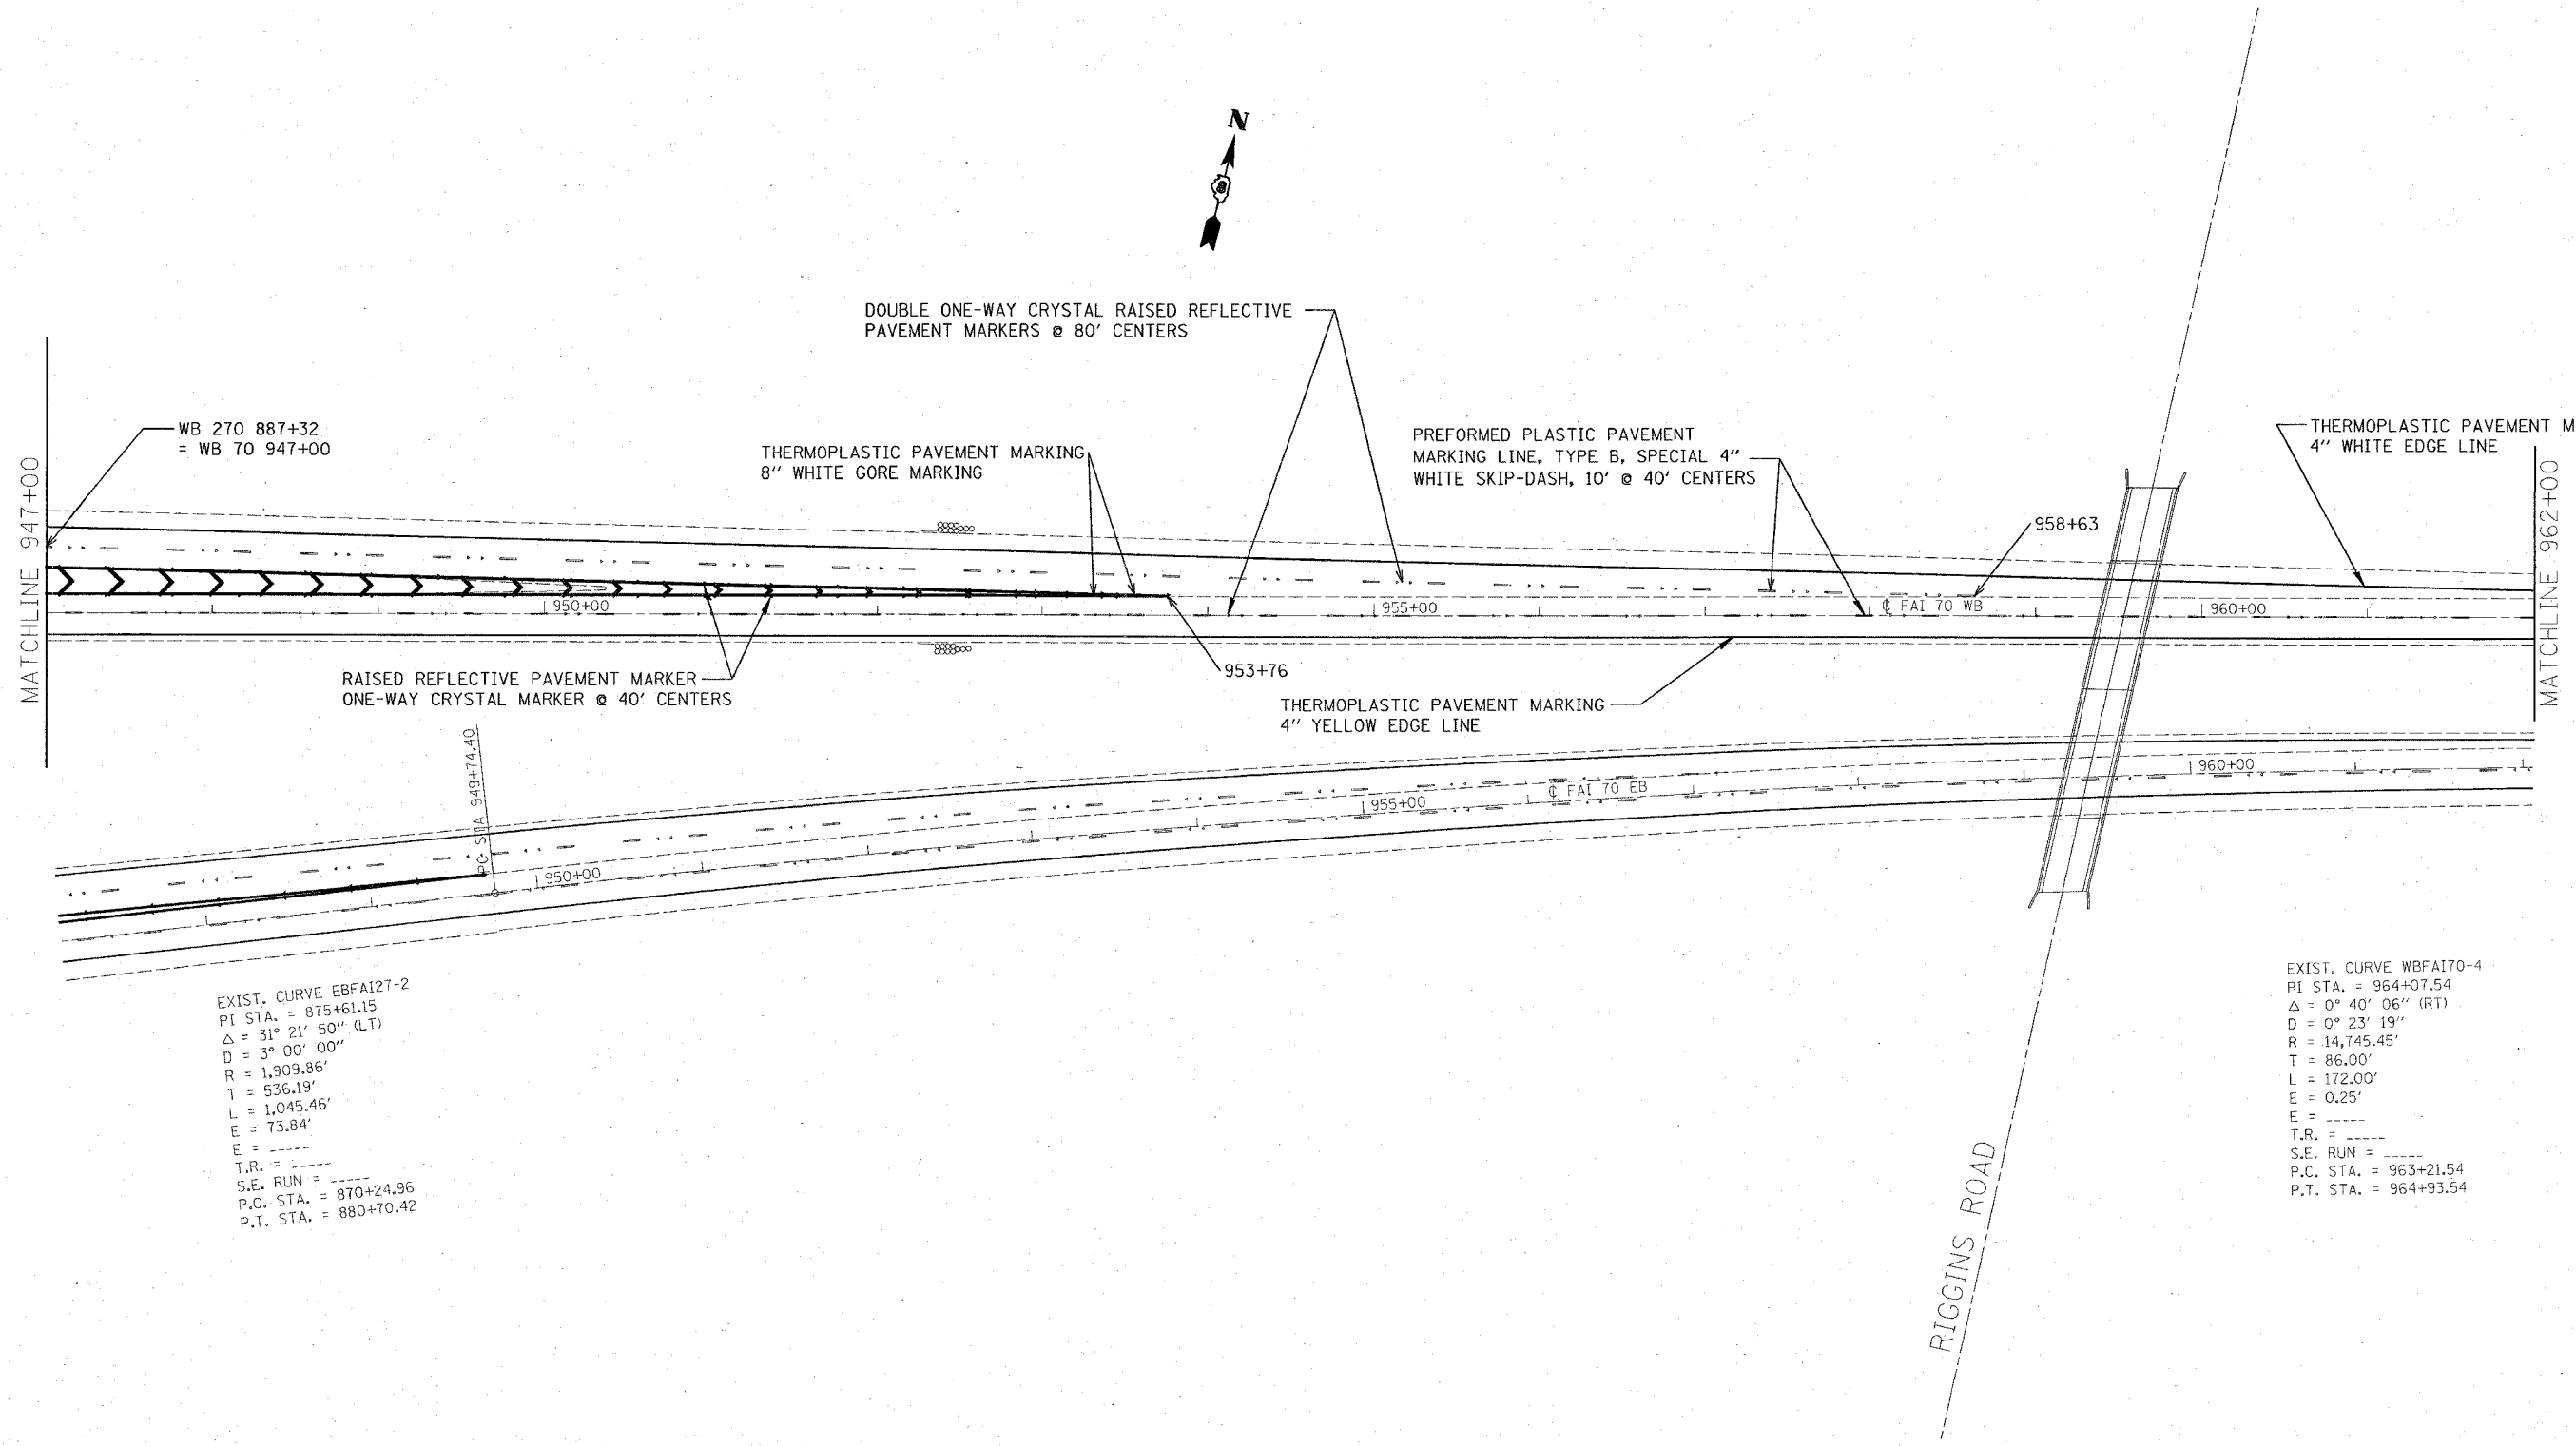 N
8
DOUBLE ONE-WAY CRYSTAL RAISED REFLECTIVE
PAVEMENT MARKERS @ 80' CENTERS
WB 270 887+32
= WB 70 947+00
THERMOPLASTIC PAVEMENT MARKING
8" WHITE GORE MARKING
PREFORMED PLASTIC PAVEMENT
MARKING LINE, TYPE B, SPECIAL 4"
WHITE SKIP-DASH, 10' @ 40' CENTERS
THERMOPLASTIC PAVEMENT M
4" WHITE EDGE LINE
MATCHLINE 947+00
MATCHLINE 962+00
958+63
950+00
955+00
℄ FAI 70 WB
960+00
RAISED REFLECTIVE PAVEMENT MARKER
ONE-WAY CRYSTAL MARKER @ 40' CENTERS
953+76
THERMOPLASTIC PAVEMENT MARKING
4" YELLOW EDGE LINE
PC STA 949+74.40
950+00
955+00
℄ FAI 70 EB
960+00
EXIST. CURVE EBFAI27-2
PI STA. = 875+61.15
Δ = 31° 21' 50" (LT)
D = 3° 00' 00"
R = 1,909.86'
T = 536.19'
L = 1,045.46'
E = 73.84'
E = -----
T.R. = -----
S.E. RUN = -----
P.C. STA. = 870+24.96
P.T. STA. = 880+70.42
EXIST. CURVE WBFAI70-4
PI STA. = 964+07.54
Δ = 0° 40' 06" (RT)
D = 0° 23' 19"
R = 14,745.45'
T = 86.00'
L = 172.00'
E = 0.25'
E = -----
T.R. = -----
S.E. RUN = -----
P.C. STA. = 963+21.54
P.T. STA. = 964+93.54
RIGGINS ROAD